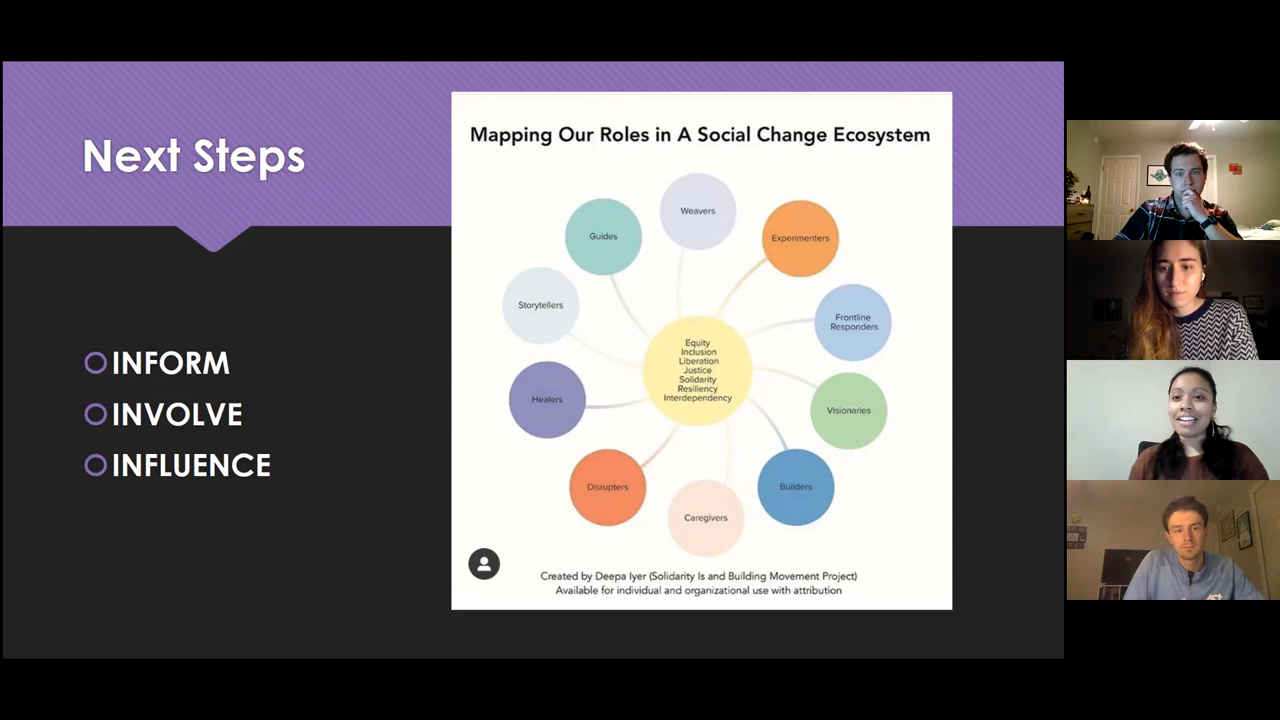 Next Steps
INFORM
INVOLVE
INFLUENCE
Mapping Our Roles in A Social Change Ecosystem
Weavers
Guides
Experimenters
Storytellers
Frontline
Responders
Equity
Inclusion
Liberation
Justice
Solidarity
Resiliency
Interdependency
Healers
Visionaries
Disrupters
Builders
Caregivers
Created by Deepa Iyer (Solidarity Is and Building Movement Project)
Available for individual and organizational use with attribution